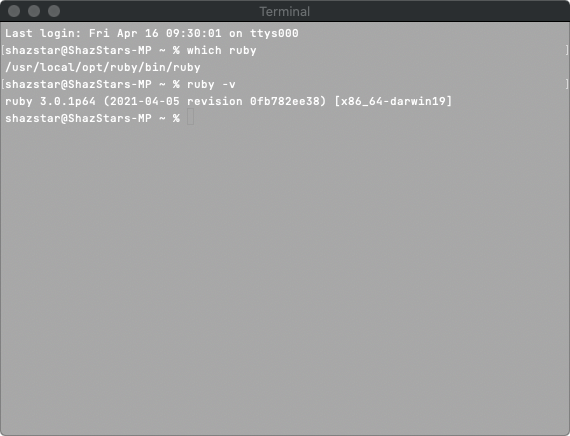 Terminal
Last login: Fri Apr 16 09:30:01 on ttys000
[shazstar@ShazStars-MP ~ % which ruby ]
/usr/local/opt/ruby/bin/ruby
[shazstar@ShazStars-MP ~ % ruby -v ]
ruby 3.0.1p64 (2021-04-05 revision 0fb782ee38) [x86_64-darwin19]
shazstar@ShazStars-MP ~ %